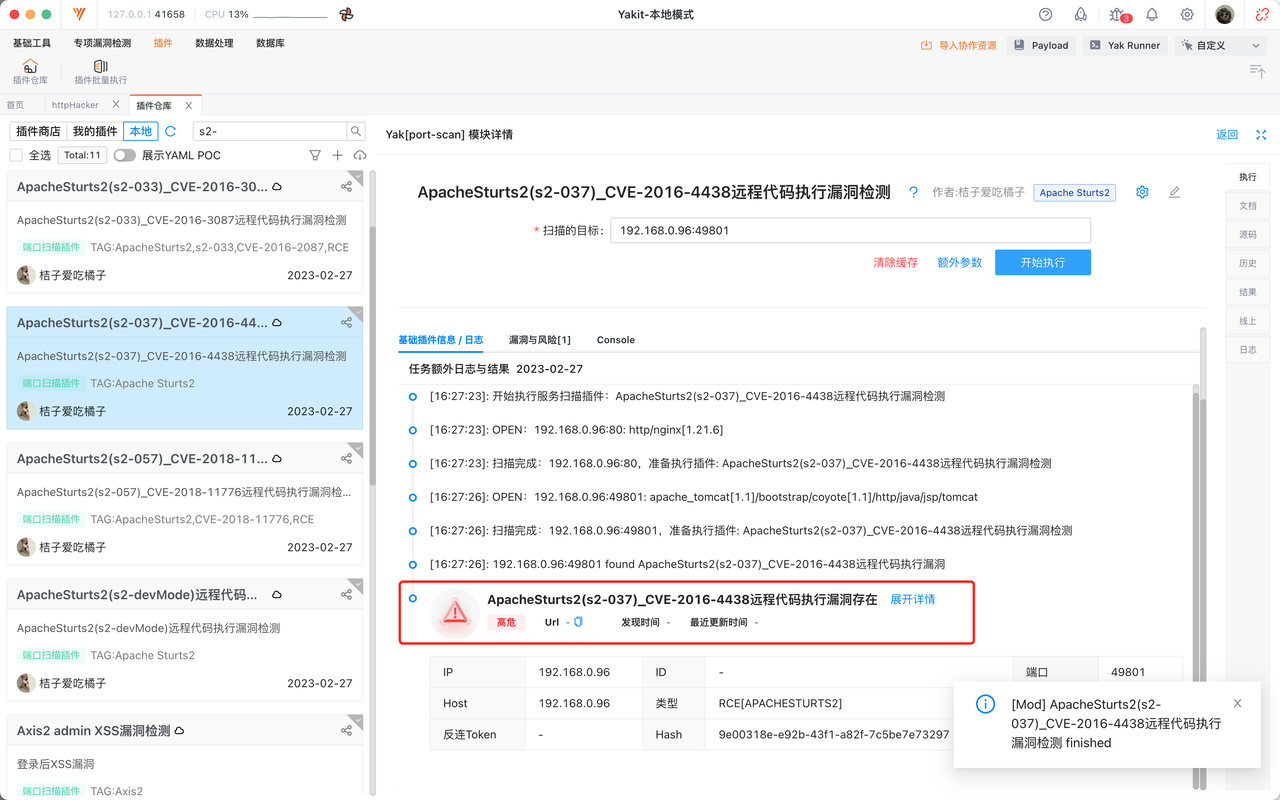 127.0.0.1 41658 CPU 13% Yakit-本地模式 3
基础工具 专项漏洞检测 插件 数据处理 数据库 导入协作资源 Payload Yak Runner 自定义
插件仓库 插件批量执行
首页 httpHacker 插件仓库
插件商店 我的插件 本地 s2-
全选 Total:11 展示YAML POC
ApacheSturts2(s2-033)_CVE-2016-30...
ApacheSturts2(s2-033)_CVE-2016-3087远程代码执行漏洞检测
端口扫描插件 TAG:ApacheSturts2,s2-033,CVE-2016-2087,RCE
桔子爱吃橘子 2023-02-27
ApacheSturts2(s2-037)_CVE-2016-44...
ApacheSturts2(s2-037)_CVE-2016-4438远程代码执行漏洞检测
端口扫描插件 TAG:Apache Sturts2
桔子爱吃橘子 2023-02-27
ApacheSturts2(s2-057)_CVE-2018-11...
ApacheSturts2(s2-057)_CVE-2018-11776远程代码执行漏洞检...
端口扫描插件 TAG:ApacheSturts2,CVE-2018-11776,RCE
桔子爱吃橘子 2023-02-27
ApacheSturts2(s2-devMode)远程代码...
ApacheSturts2(s2-devMode)远程代码执行漏洞检测
端口扫描插件 TAG:Apache Sturts2
桔子爱吃橘子 2023-02-27
Axis2 admin XSS漏洞检测
登录后XSS漏洞
端口扫描插件 TAG:Axis2
Yak[port-scan] 模块详情 返回
ApacheSturts2(s2-037)_CVE-2016-4438远程代码执行漏洞检测 ? 作者:桔子爱吃橘子 Apache Sturts2
* 扫描的目标: 192.168.0.96:49801
清除缓存 额外参数 开始执行
基础插件信息 / 日志 漏洞与风险[1] Console
任务额外日志与结果 2023-02-27
[16:27:23]: 开始执行服务扫描插件：ApacheSturts2(s2-037)_CVE-2016-4438远程代码执行漏洞检测
[16:27:23]: OPEN：192.168.0.96:80: http/nginx[1.21.6]
[16:27:23]: 扫描完成：192.168.0.96:80，准备执行插件: ApacheSturts2(s2-037)_CVE-2016-4438远程代码执行漏洞检测
[16:27:26]: OPEN：192.168.0.96:49801: apache_tomcat[1.1]/bootstrap/coyote[1.1]/http/java/jsp/tomcat
[16:27:26]: 扫描完成：192.168.0.96:49801，准备执行插件: ApacheSturts2(s2-037)_CVE-2016-4438远程代码执行漏洞检测
[16:27:26]: 192.168.0.96:49801 found ApacheSturts2(s2-037)_CVE-2016-4438远程代码执行漏洞
ApacheSturts2(s2-037)_CVE-2016-4438远程代码执行漏洞存在 展开详情
高危 Url - 发现时间 - 最近更新时间 -
IP 192.168.0.96 ID - 端口 49801
Host 192.168.0.96 类型 RCE[APACHESTURTS2]
反连Token - Hash 9e00318e-e92b-43f1-a82f-7c5be7e73297
执行
文档
源码
历史
结果
线上
日志
[Mod] ApacheSturts2(s2-
037)_CVE-2016-4438远程代码执行
漏洞检测 finished